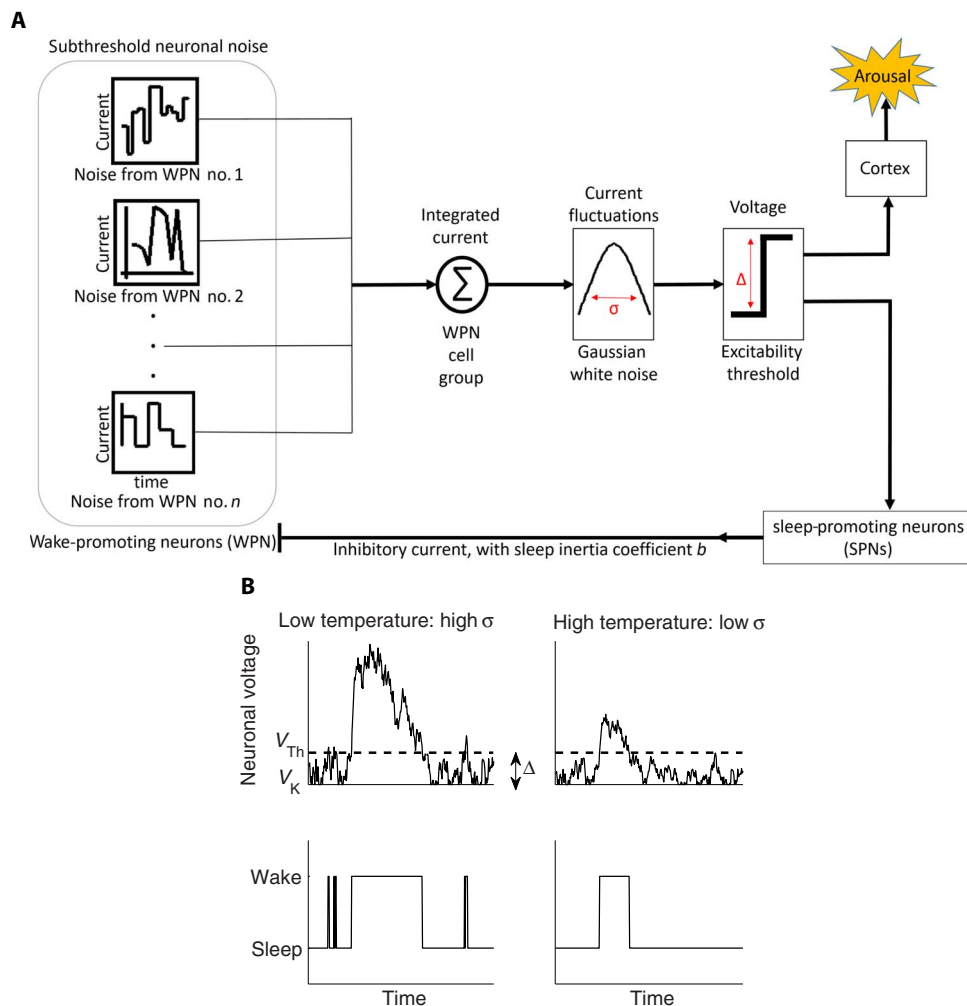 A
Subthreshold neuronal noise
Current
Noise from WPN no. 1
Current
Noise from WPN no. 2
Current
time
Noise from WPN no. n
Wake-promoting neurons (WPN)
Integrated
current
Σ
WPN
cell
group
Current
fluctuations
σ
Gaussian
white noise
Voltage
Δ
Excitability
threshold
Arousal
Cortex
sleep-promoting neurons
(SPNs)
Inhibitory current, with sleep inertia coefficient b
B
Low temperature: high σ
High temperature: low σ
Neuronal voltage
VTh
VK
Δ
Wake
Sleep
Time
Time